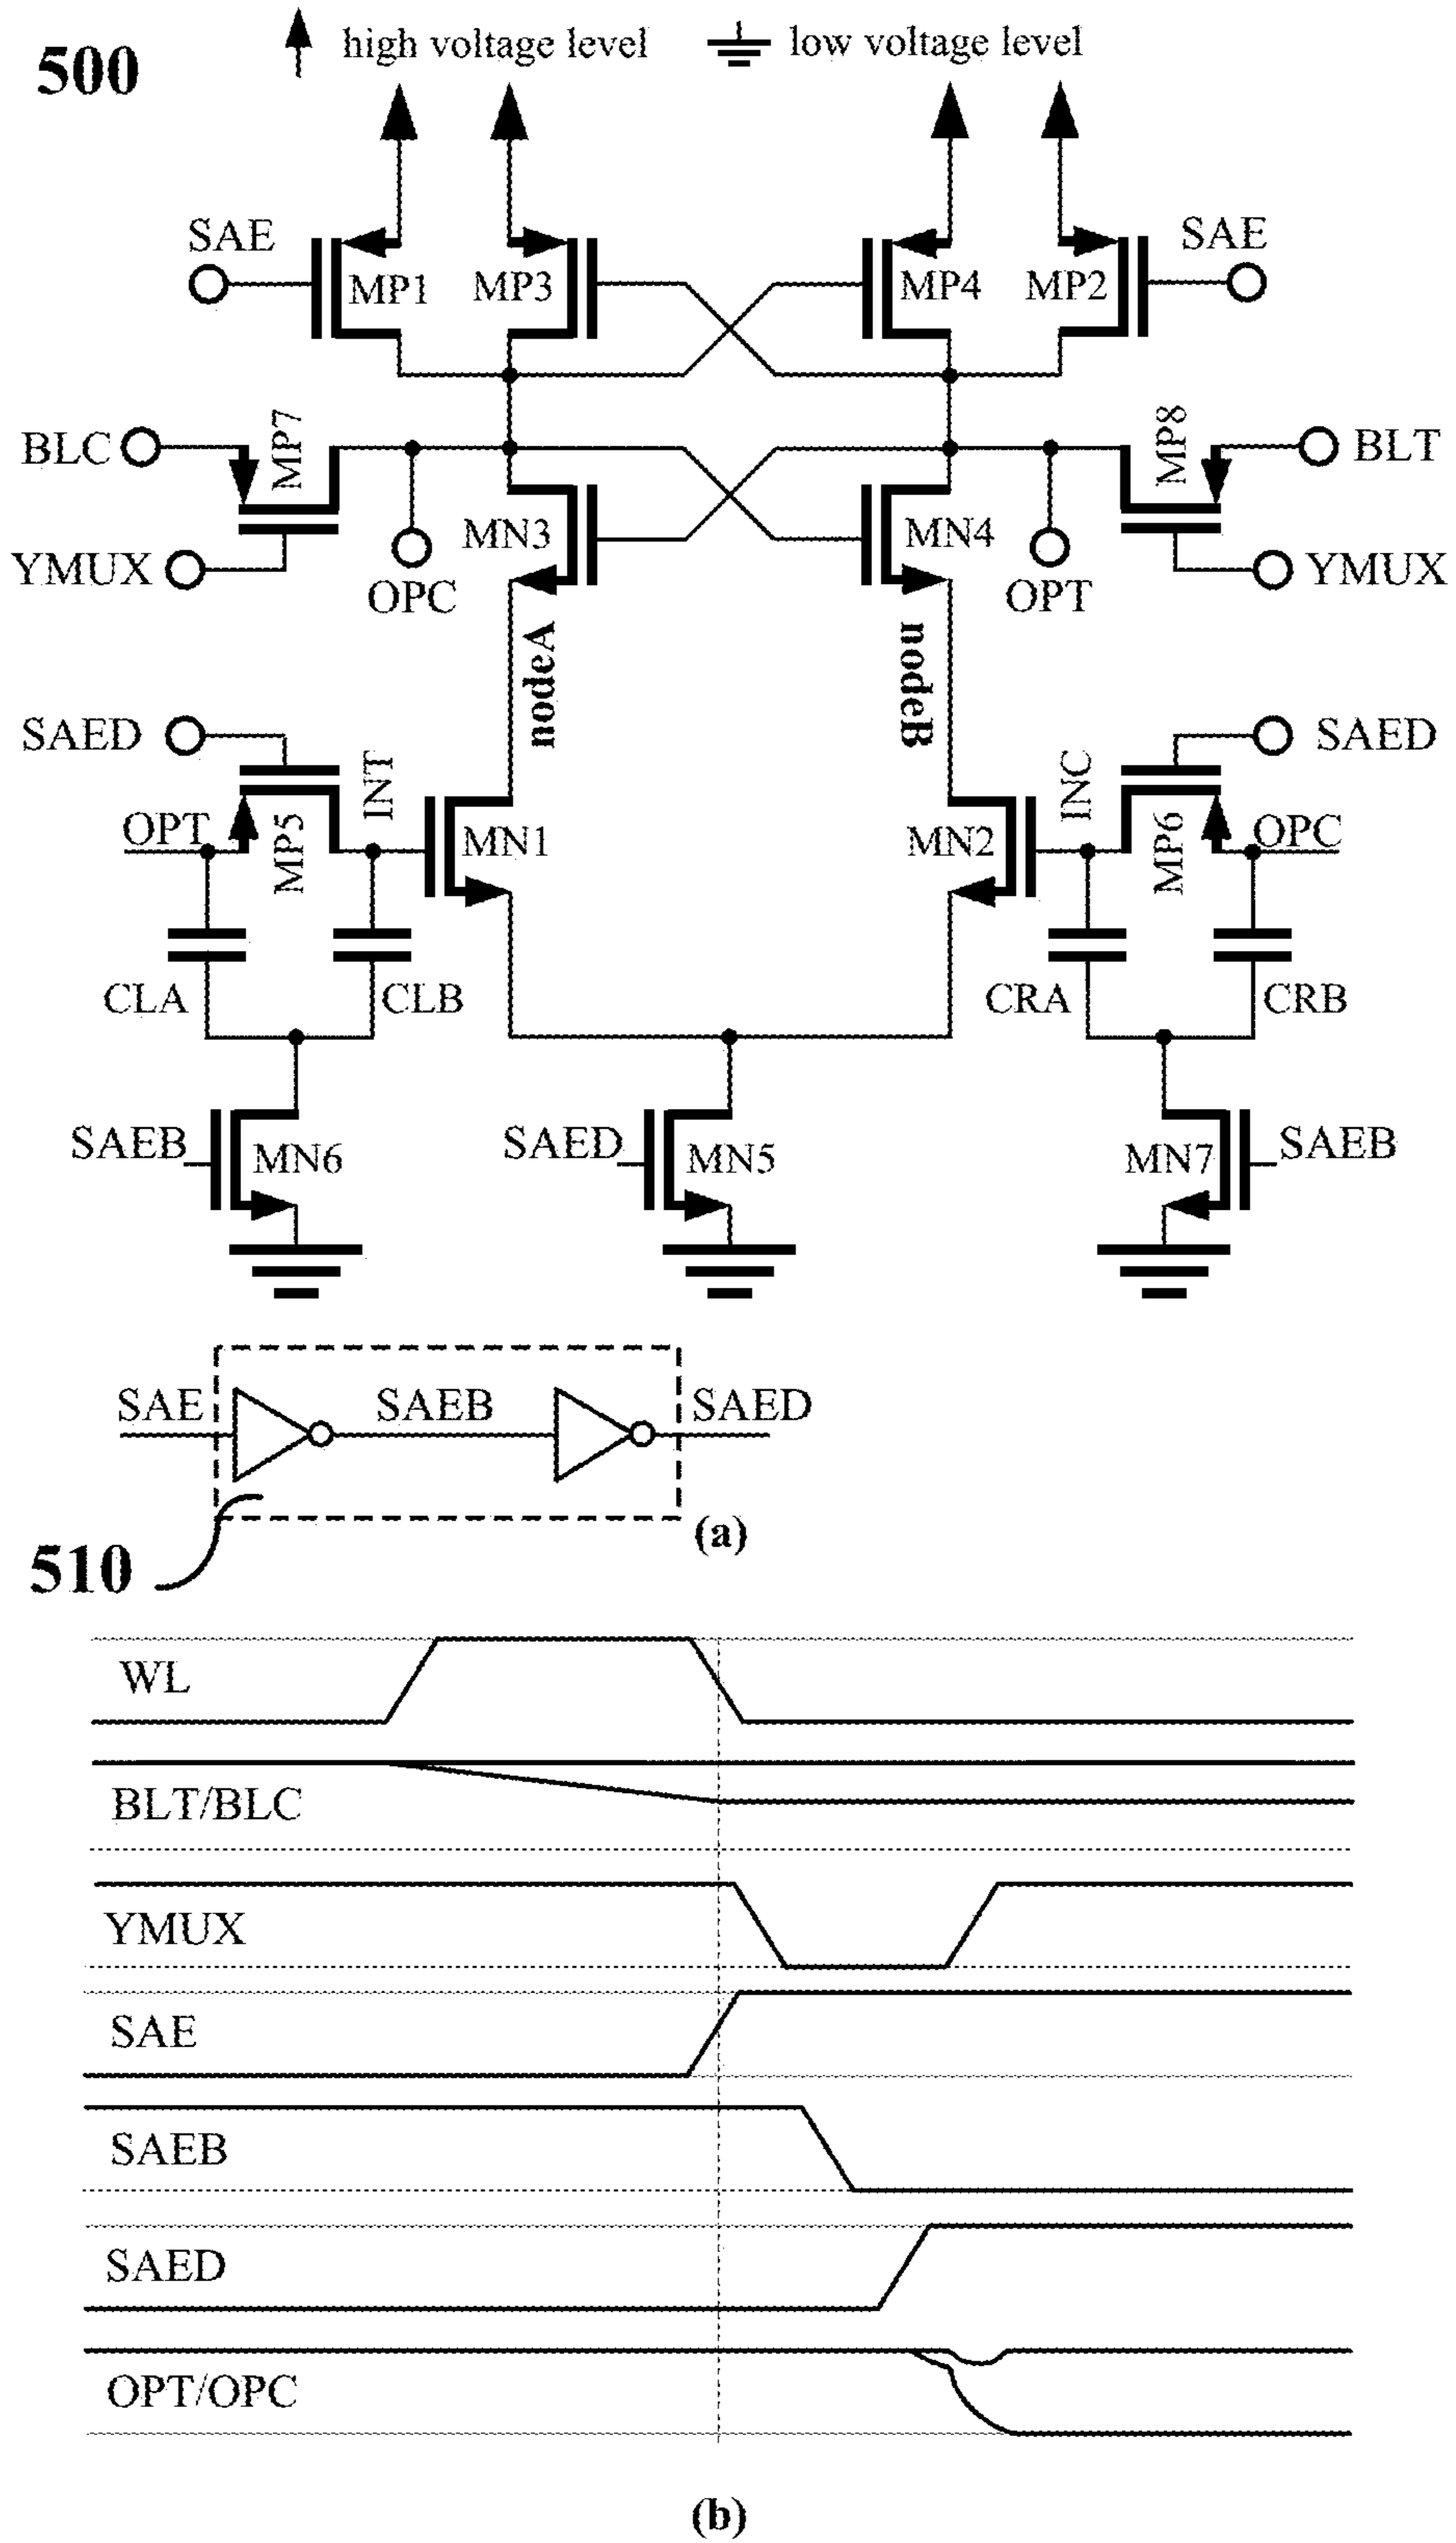 500 high voltage level low voltage level
SAE SAE
MP1 MP3 MP4 MP2
BLC MP7 MP8 BLT
MN3 MN4
YMUX OPC OPT YMUX
nodeA nodeB
SAED INT INC SAED
OPT MP5 MN1 MN2 MP6 OPC
CLA CLB CRA CRB
SAEB MN6 SAED MN5 MN7 SAEB
SAE SAEB SAED
(a)
510
WL
BLT/BLC
YMUX
SAE
SAEB
SAED
OPT/OPC
(b)